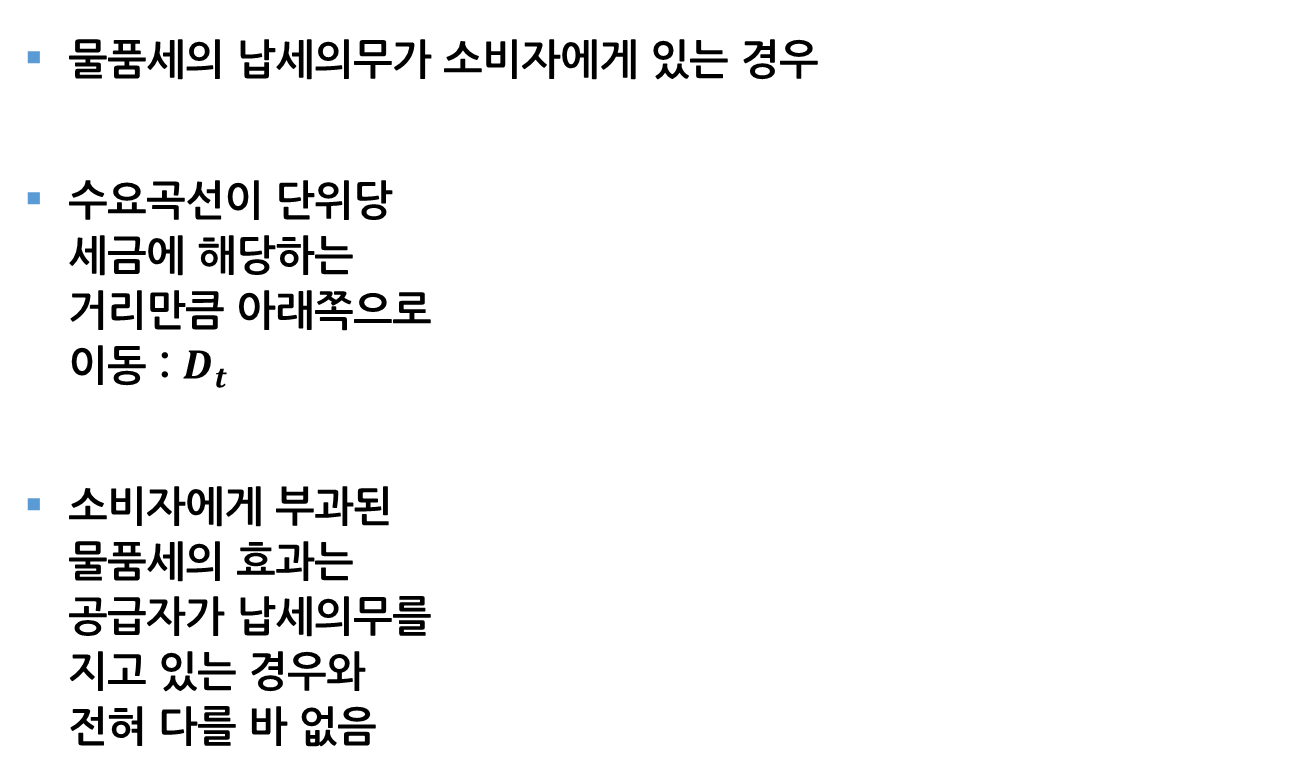 ▪ 물품세의 납세의무가 소비자에게 있는 경우
▪ 수요곡선이 단위당
세금에 해당하는
거리만큼 아래쪽으로
이동 : D_t
▪ 소비자에게 부과된
물품세의 효과는
공급자가 납세의무를
지고 있는 경우와
전혀 다를 바 없음